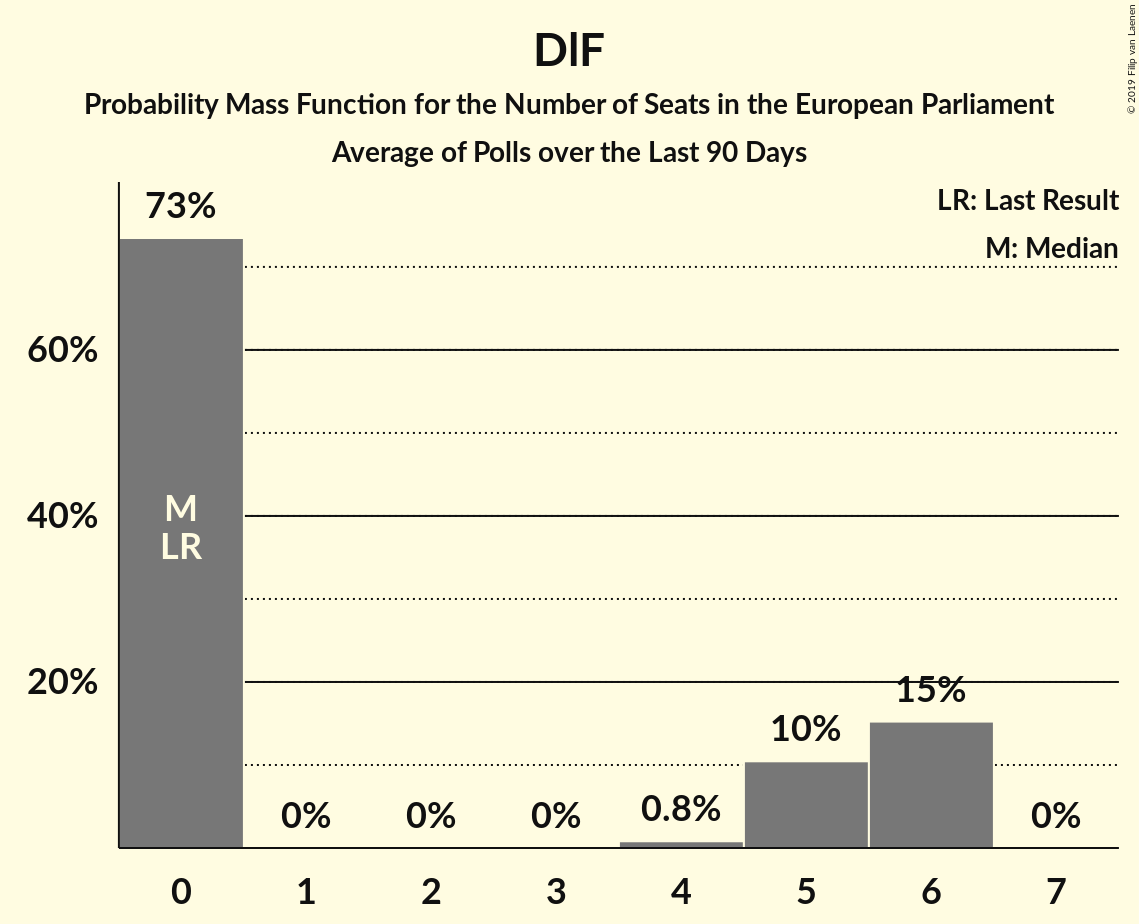 DIF
Probability Mass Function for the Number of Seats in the European Parliament
Average of Polls over the Last 90 Days
© 2019 Filip van Laenen
LR: Last Result
M: Median
73%
60%
40%
20%
M
LR
0%
0%
0%
0.8%
10%
15%
0%
0 1 2 3 4 5 6 7